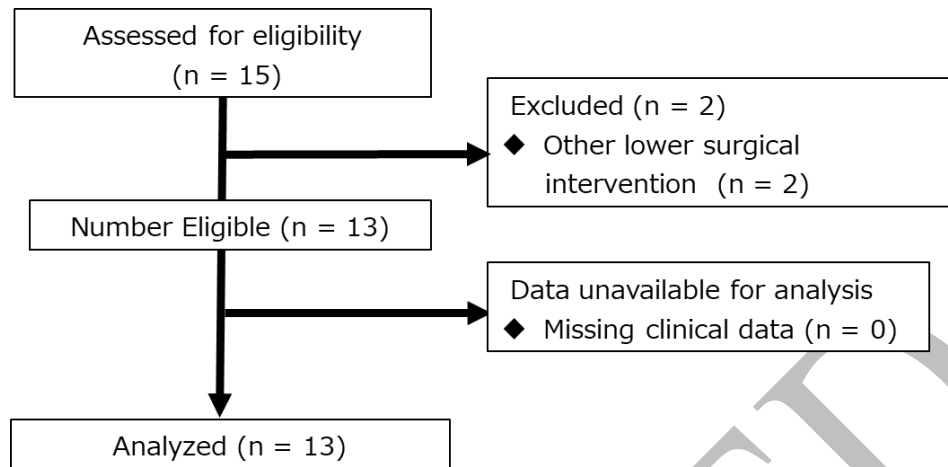 Assessed for eligibility
(n = 15)
Excluded (n = 2)
◆ Other lower surgical
intervention (n = 2)
Number Eligible (n = 13)
Data unavailable for analysis
◆ Missing clinical data (n = 0)
Analyzed (n = 13)